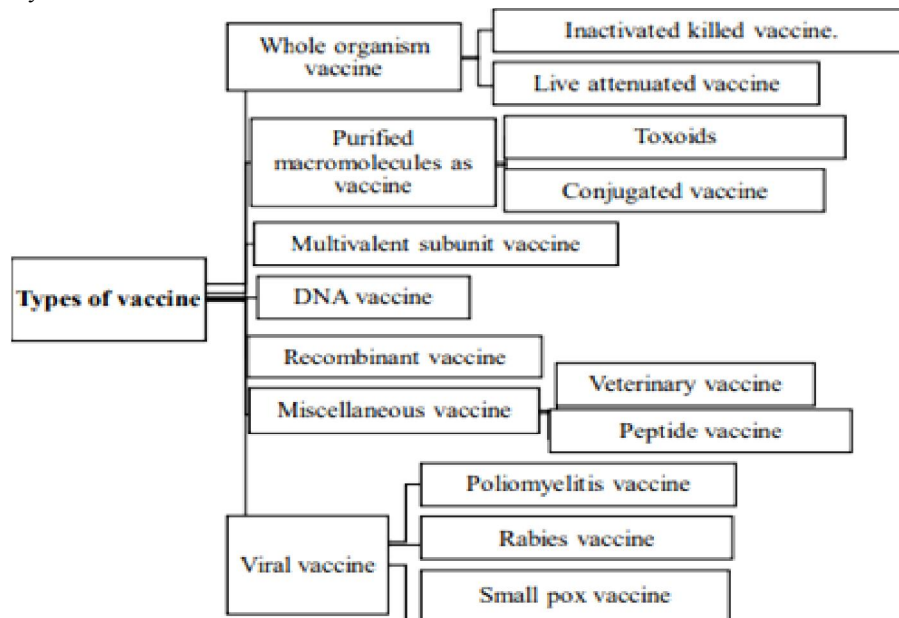 Whole organism
vaccine
Inactivated killed vaccine.
Live attenuated vaccine
Purified
macromolecules as
vaccine
Toxoids
Conjugated vaccine
Multivalent subunit vaccine
Types of vaccine
DNA vaccine
Recombinant vaccine
Miscellaneous vaccine
Veterinary vaccine
Peptide vaccine
Viral vaccine
Poliomyelitis vaccine
Rabies vaccine
Small pox vaccine